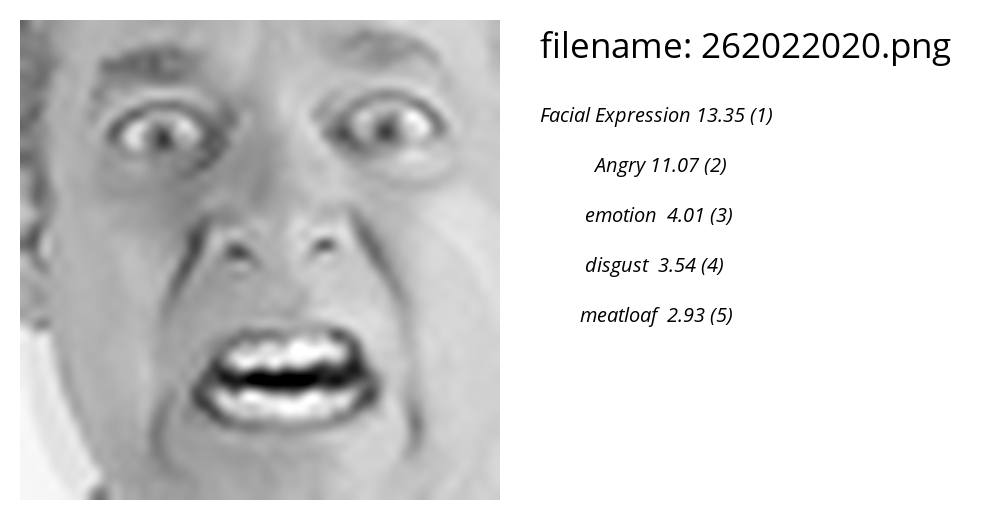 filename: 262022020.png
Facial Expression 13.35 (1)
Angry 11.07 (2)
emotion 4.01 (3)
disgust 3.54 (4)
meatloaf 2.93 (5)